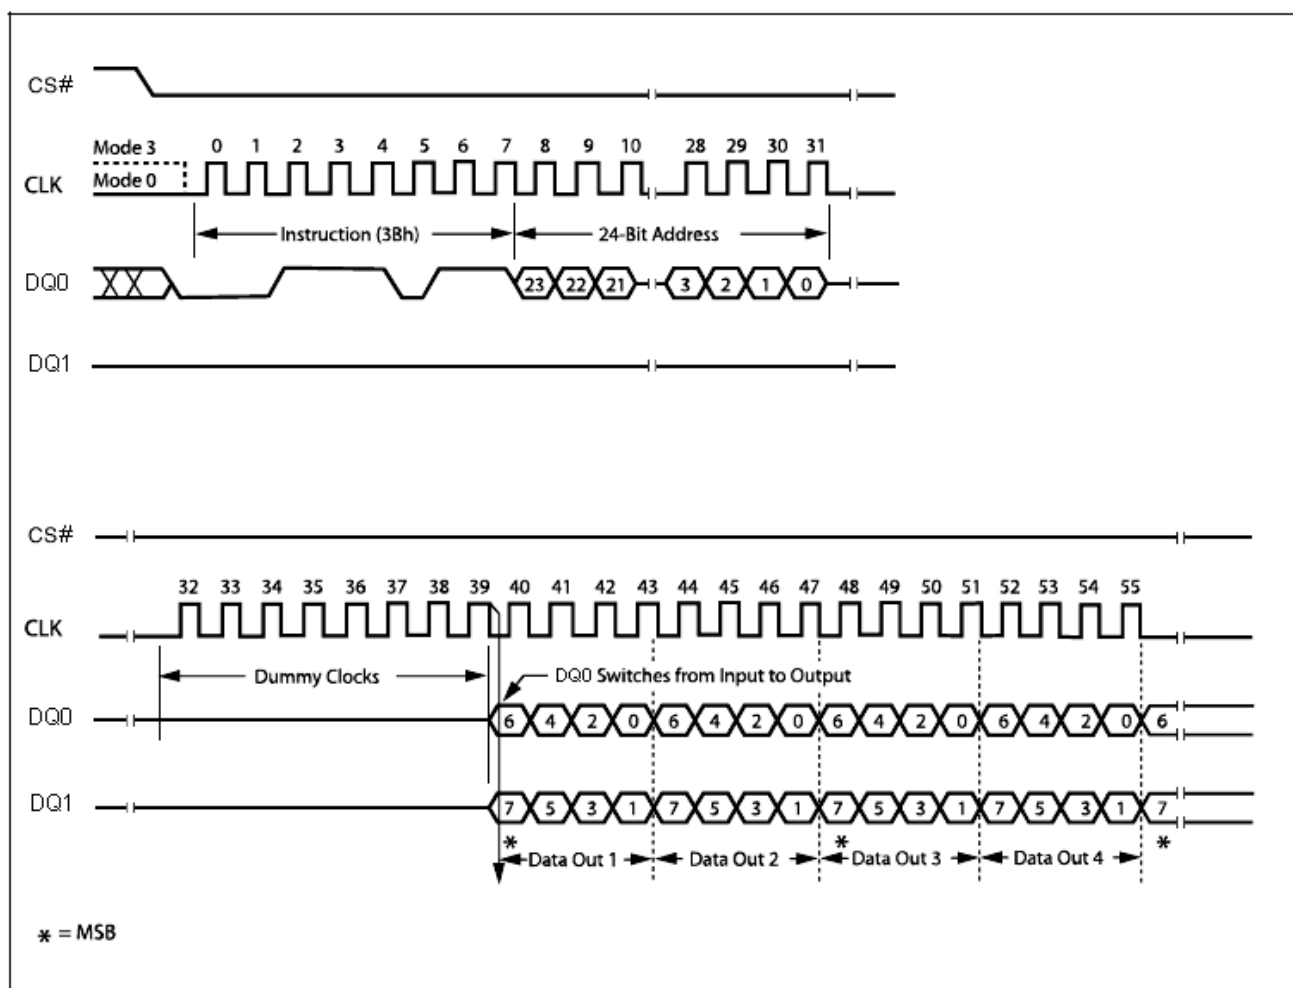 CS#
Mode 3
0 1 2 3 4 5 6 7 8 9 10 28 29 30 31
CLK
Mode 0
Instruction (3Bh) 24-Bit Address
DQ0 23 22 21 3 2 1 0
DQ1
CS#
32 33 34 35 36 37 38 39 40 41 42 43 44 45 46 47 48 49 50 51 52 53 54 55
CLK
Dummy Clocks DQ0 Switches from Input to Output
DQ0 6 4 2 0 6 4 2 0 6 4 2 0 6 4 2 0 6
DQ1 7 5 3 1 7 5 3 1 7 5 3 1 7 5 3 1 7
* * *
Data Out 1 Data Out 2 Data Out 3 Data Out 4
* = MSB